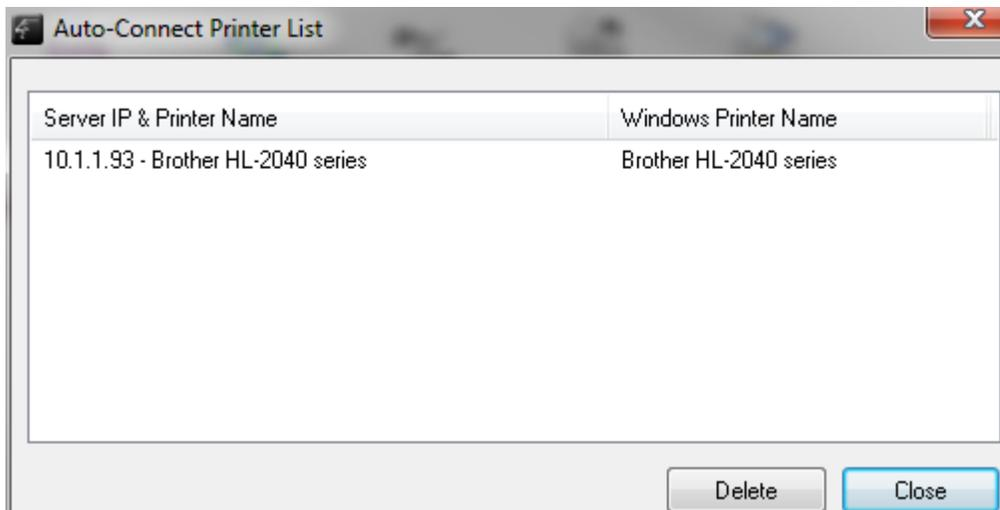 Auto-Connect Printer List
Server IP & Printer Name Windows Printer Name
10.1.1.93 - Brother HL-2040 series Brother HL-2040 series
Delete Close